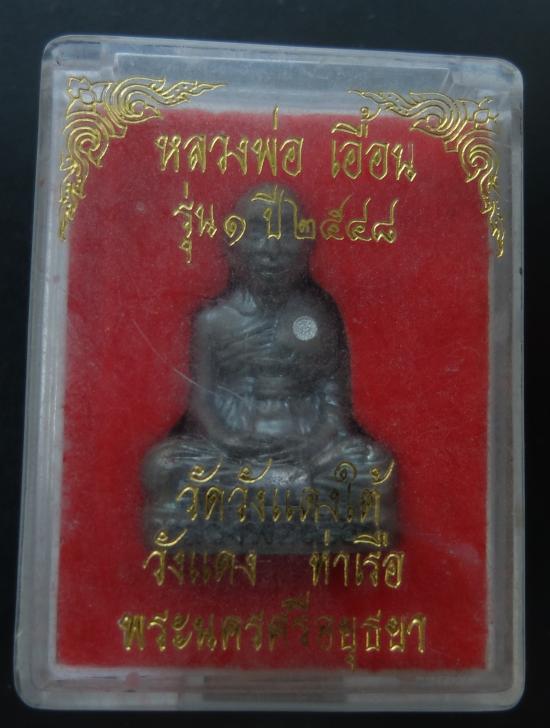 หลวงพ่อ เอื้อน
รุ่น ๑ ปี ๒๕๔๘
วัดวังแดงใต้
วังแดง ท่าเรือ
พระนครศรีอยุธยา